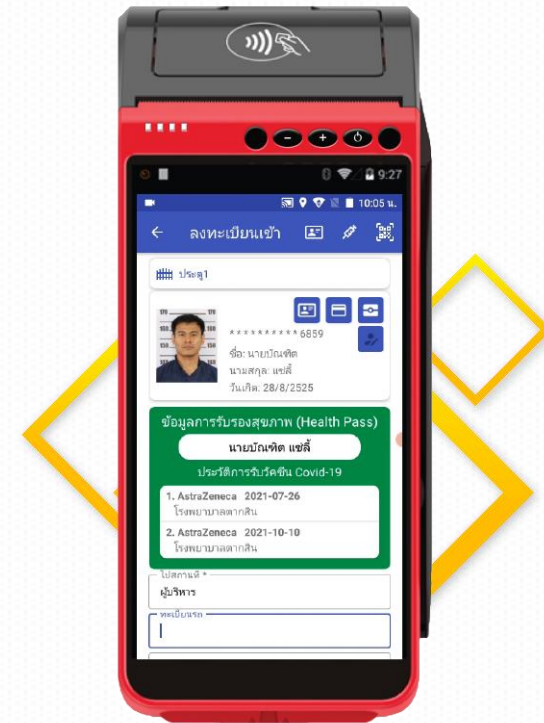 9:27
10:05 น.
ลงทะเบียนเข้า
ประตู1
**********6859
ชื่อ: นายบัณฑิต
นามสกุล: แซ่ลี้
วันเกิด: 28/8/2525
ข้อมูลการรับรองสุขภาพ (Health Pass)
นายบัณฑิต แซ่ลี้
ประวัติการรับวัคซีน Covid-19
1. AstraZeneca 2021-07-26
โรงพยาบาลตากสิน
2. AstraZeneca 2021-10-10
โรงพยาบาลตากสิน
ไปสถานที่ *
ผู้บริหาร
ทะเบียนรถ